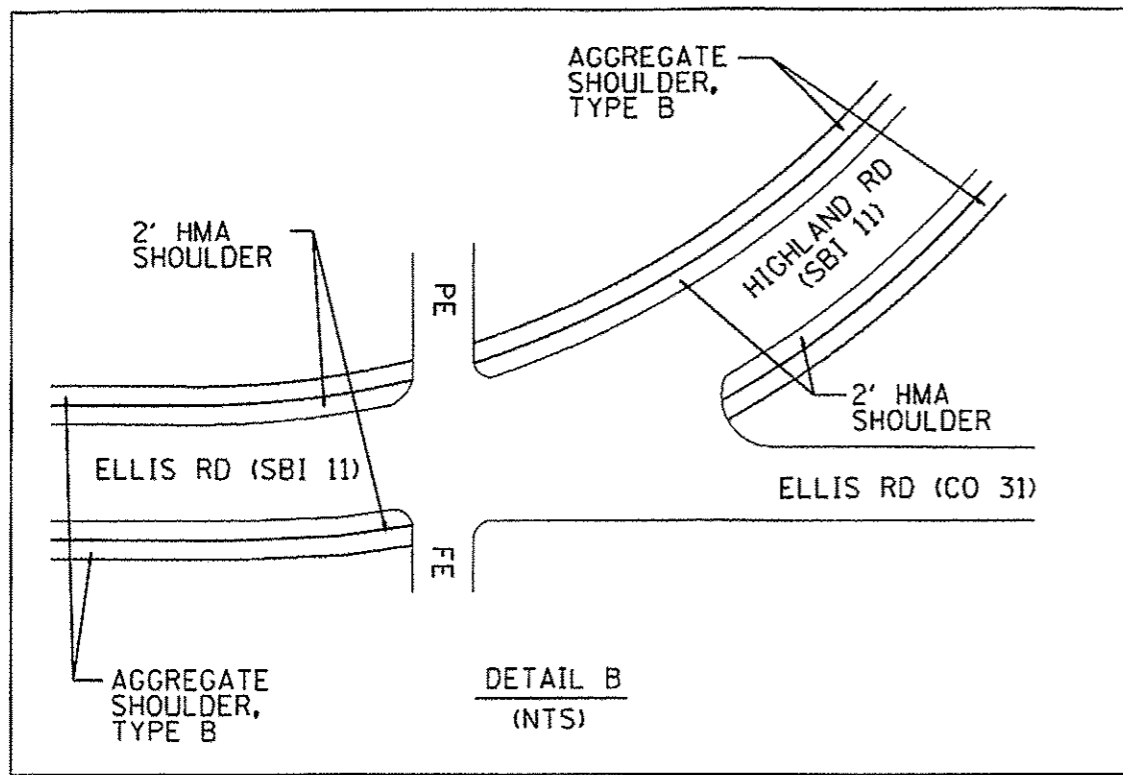 AGGREGATE
SHOULDER,
TYPE B
2' HMA
SHOULDER
PE
HIGHLAND RD
(SBI 11)
2' HMA
SHOULDER
ELLIS RD (SBI 11)
ELLIS RD (CO 31)
FE
AGGREGATE
SHOULDER,
TYPE B
DETAIL B
(NTS)